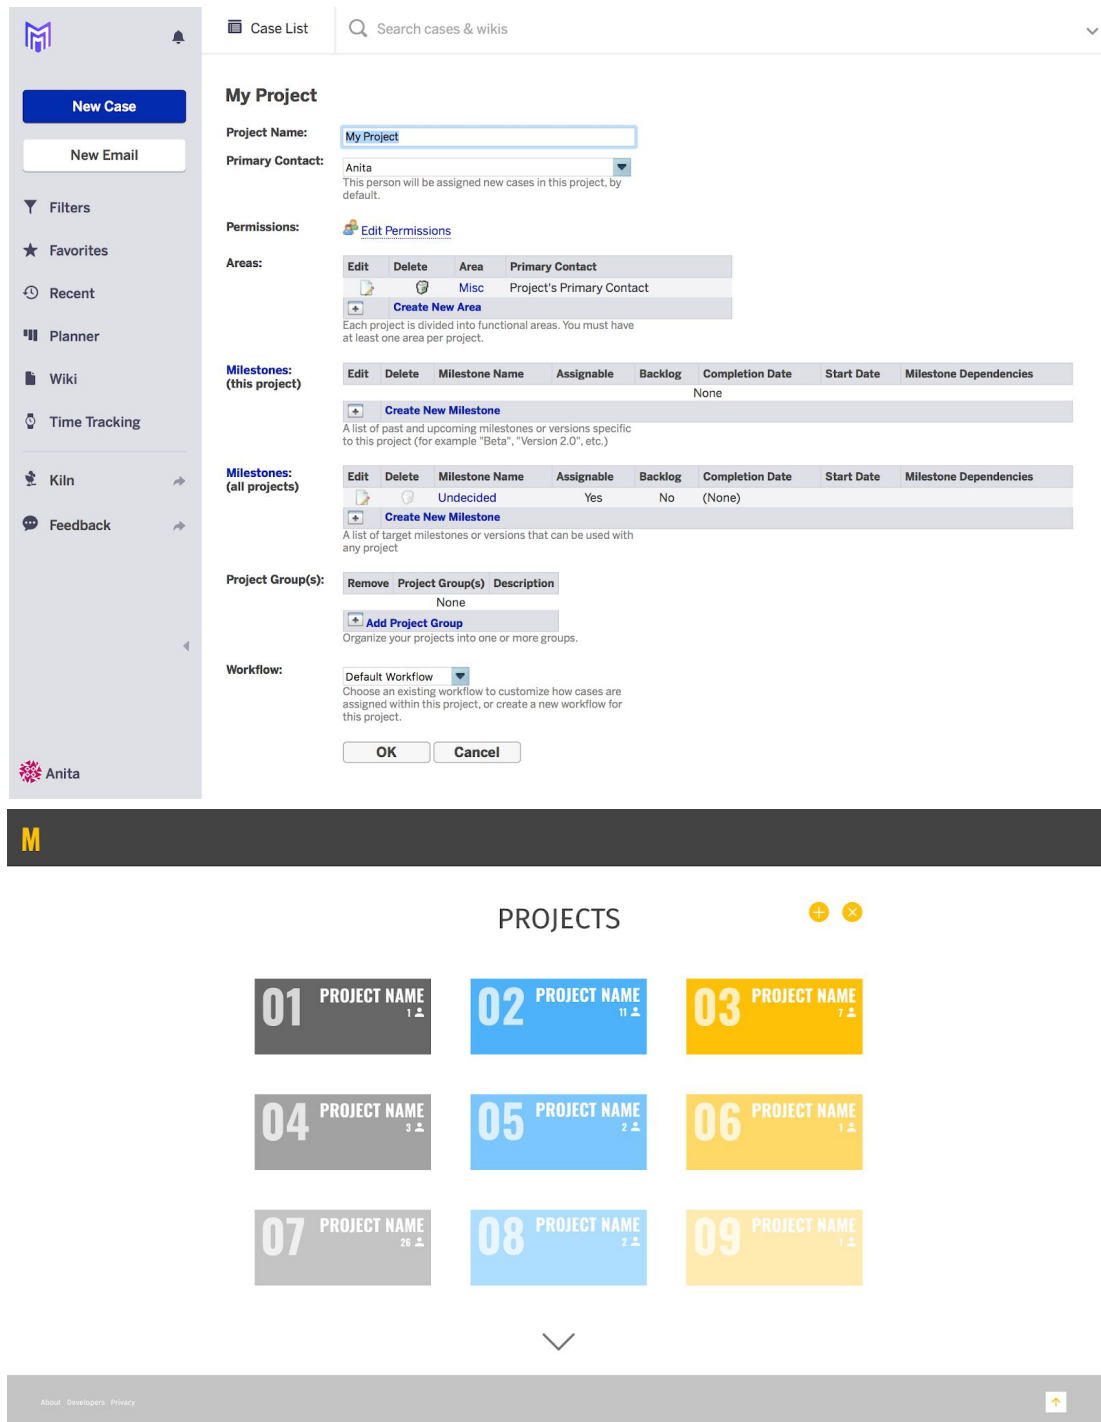 Case List
Search cases & wikis
New Case
New Email
Filters
Favorites
Recent
Planner
Wiki
Time Tracking
Kiln
Feedback
Anita
My Project
Project Name:
My Project
Primary Contact:
Anita
This person will be assigned new cases in this project, by
default.
Permissions:
Edit Permissions
Areas:
Edit Delete Area Primary Contact
Misc Project's Primary Contact
Create New Area
Each project is divided into functional areas. You must have
at least one area per project.
Milestones:
(this project)
Edit Delete Milestone Name Assignable Backlog Completion Date Start Date Milestone Dependencies
None
Create New Milestone
A list of past and upcoming milestones or versions specific
to this project (for example "Beta", "Version 2.0", etc.)
Milestones:
(all projects)
Edit Delete Milestone Name Assignable Backlog Completion Date Start Date Milestone Dependencies
Undecided Yes No (None)
Create New Milestone
A list of target milestones or versions that can be used with
any project
Project Group(s):
Remove Project Group(s) Description
None
Add Project Group
Organize your projects into one or more groups.
Workflow:
Default Workflow
Choose an existing workflow to customize how cases are
assigned within this project, or create a new workflow for
this project.
OK Cancel
M
PROJECTS
01 PROJECT NAME
1
02 PROJECT NAME
11
03 PROJECT NAME
7
04 PROJECT NAME
3
05 PROJECT NAME
2
06 PROJECT NAME
1
07 PROJECT NAME
26
08 PROJECT NAME
2
09 PROJECT NAME
1
About Developers Privacy